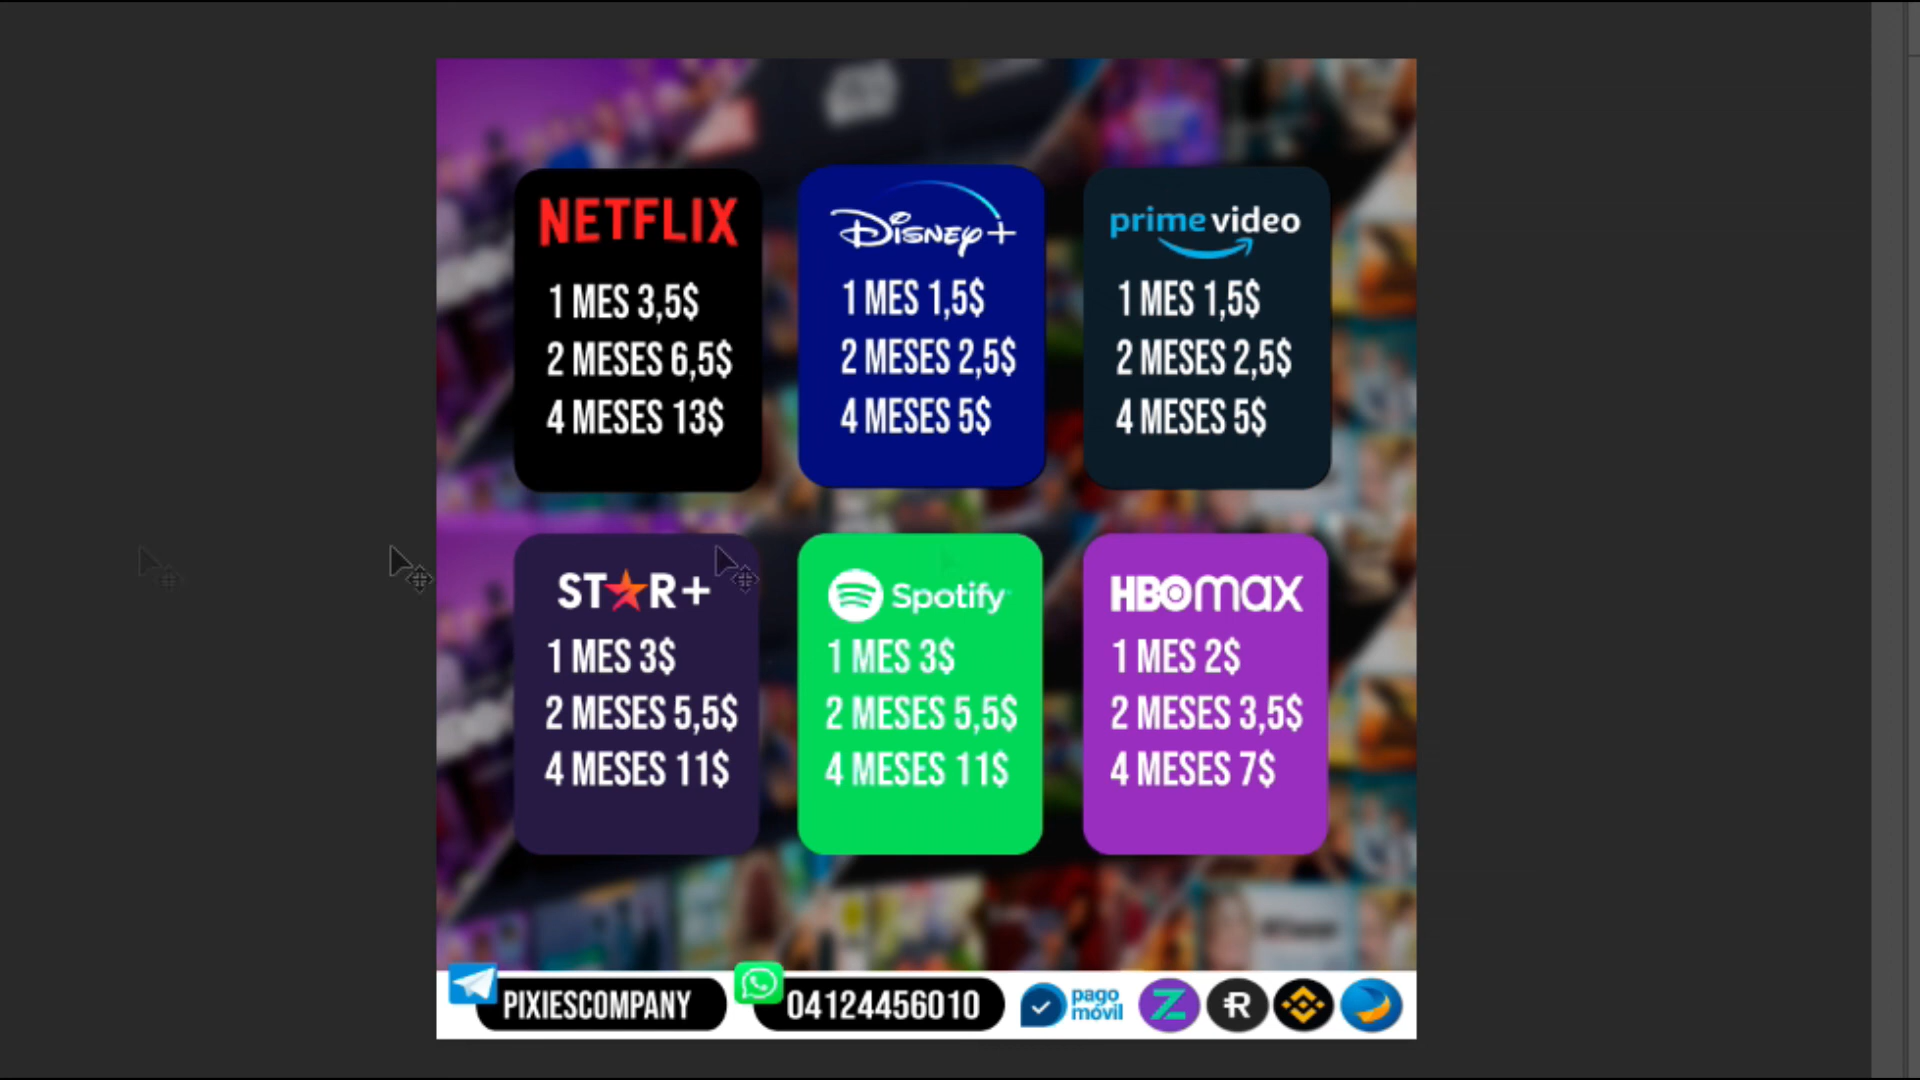 NETFLIX
1 MES 3,5$
2 MESES 6,5$
4 MESES 13$
Disney+
1 MES 1,5$
2 MESES 2,5$
4 MESES 5$
prime video
1 MES 1,5$
2 MESES 2,5$
4 MESES 5$
STAR+
1 MES 3$
2 MESES 5,5$
4 MESES 11$
Spotify
1 MES 3$
2 MESES 5,5$
4 MESES 11$
HBOmax
1 MES 2$
2 MESES 3,5$
4 MESES 7$
PIXIESCOMPANY
04124456010
pago
móvil